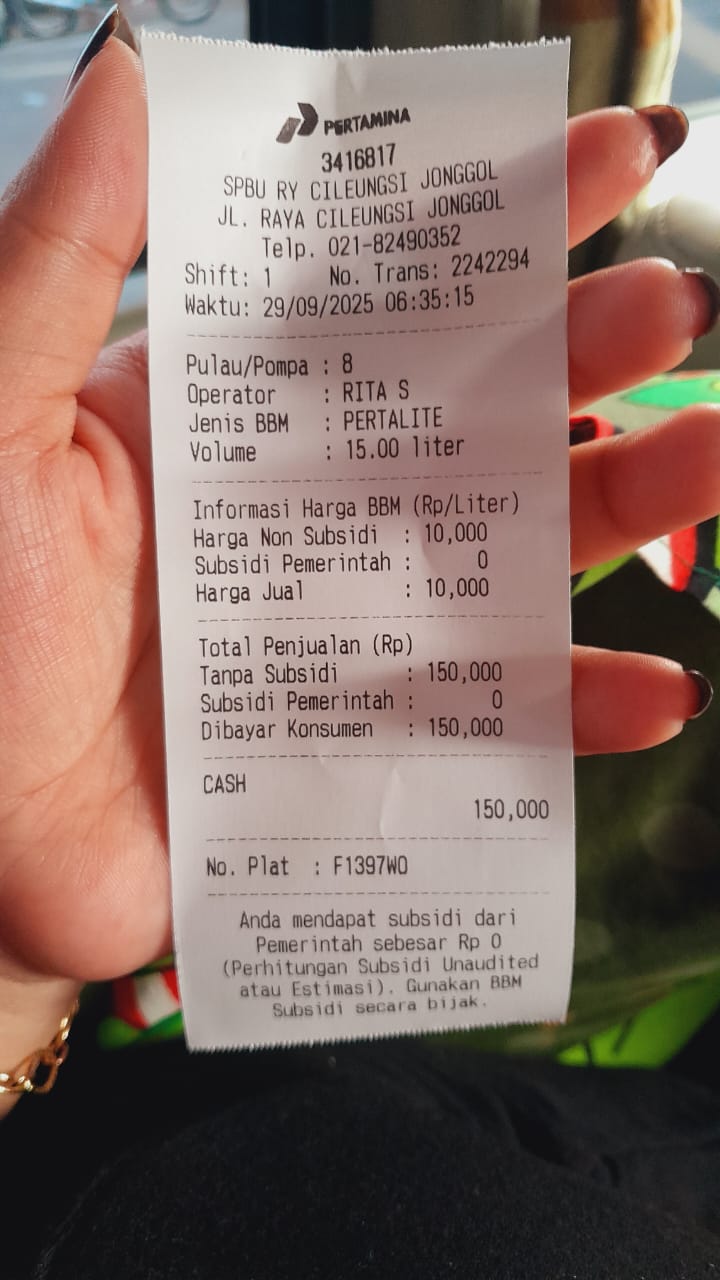 PERTAMINA
3416817
SPBU RY CILEUNGSI JONGGOL
JL. RAYA CILEUNGSI JONGGOL
Telp. 021-82490352
Shift: 1 No. Trans: 2242294
Waktu: 29/09/2025 06:35:15
Pulau/Pompa : 8
Operator : RITA S
Jenis BBM : PERTALITE
Volume : 15.00 liter
Informasi Harga BBM (Rp/Liter)
Harga Non Subsidi : 10,000
Subsidi Pemerintah : 0
Harga Jual : 10,000
Total Penjualan (Rp)
Tanpa Subsidi : 150,000
Subsidi Pemerintah : 0
Dibayar Konsumen : 150,000
CASH
150,000
No. Plat : F1397WO
Anda mendapat subsidi dari
Pemerintah sebesar Rp 0
(Perhitungan Subsidi Unaudited
atau Estimasi). Gunakan BBM
Subsidi secara bijak.